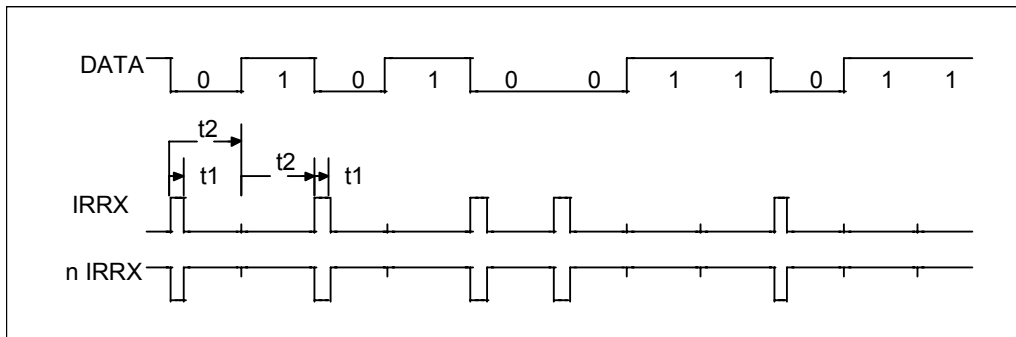 DATA 0 1 0 1 0 0 1 1 0 1 1
t2
t1 t2 t1
IRRX
n IRRX